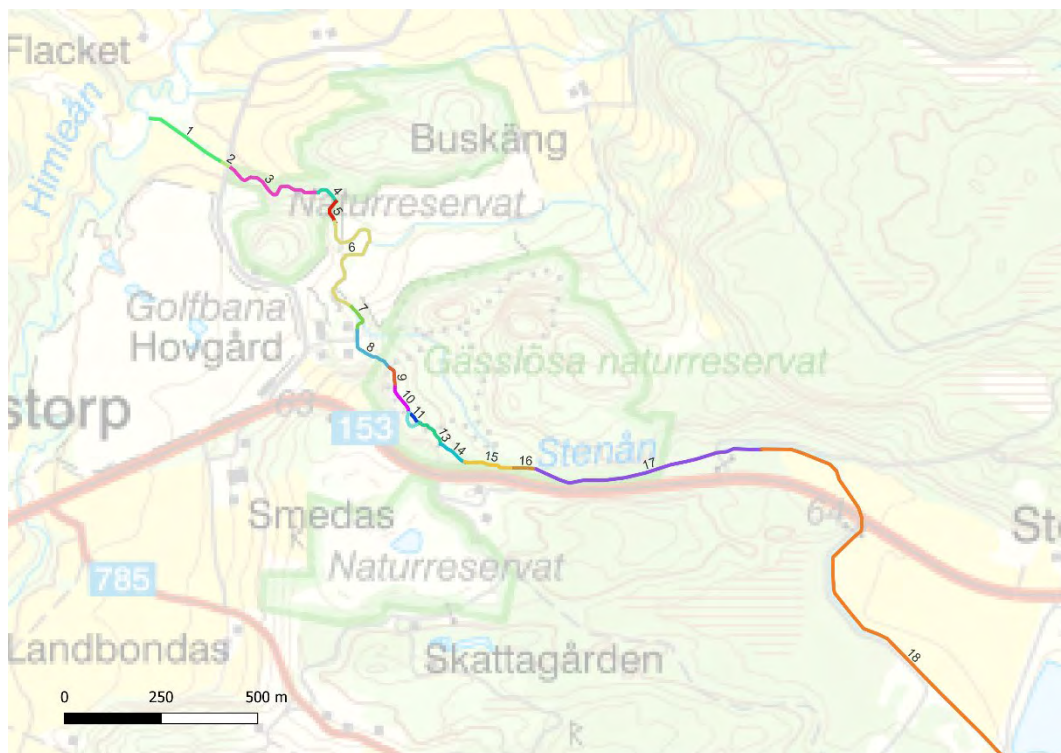 Flacket
Himleån
Buskäng
1
2
3
4
Naturreservat
5
6
Golfbana
7
Hovgård
8
Gässlösa naturreservat
9
10
storp
63
153
11
13
14
Stenån
15
16
17
Smedas
k
64
Ste
Naturreservat
785
Landbondas
Skattagården
18
0
250
500 m
k